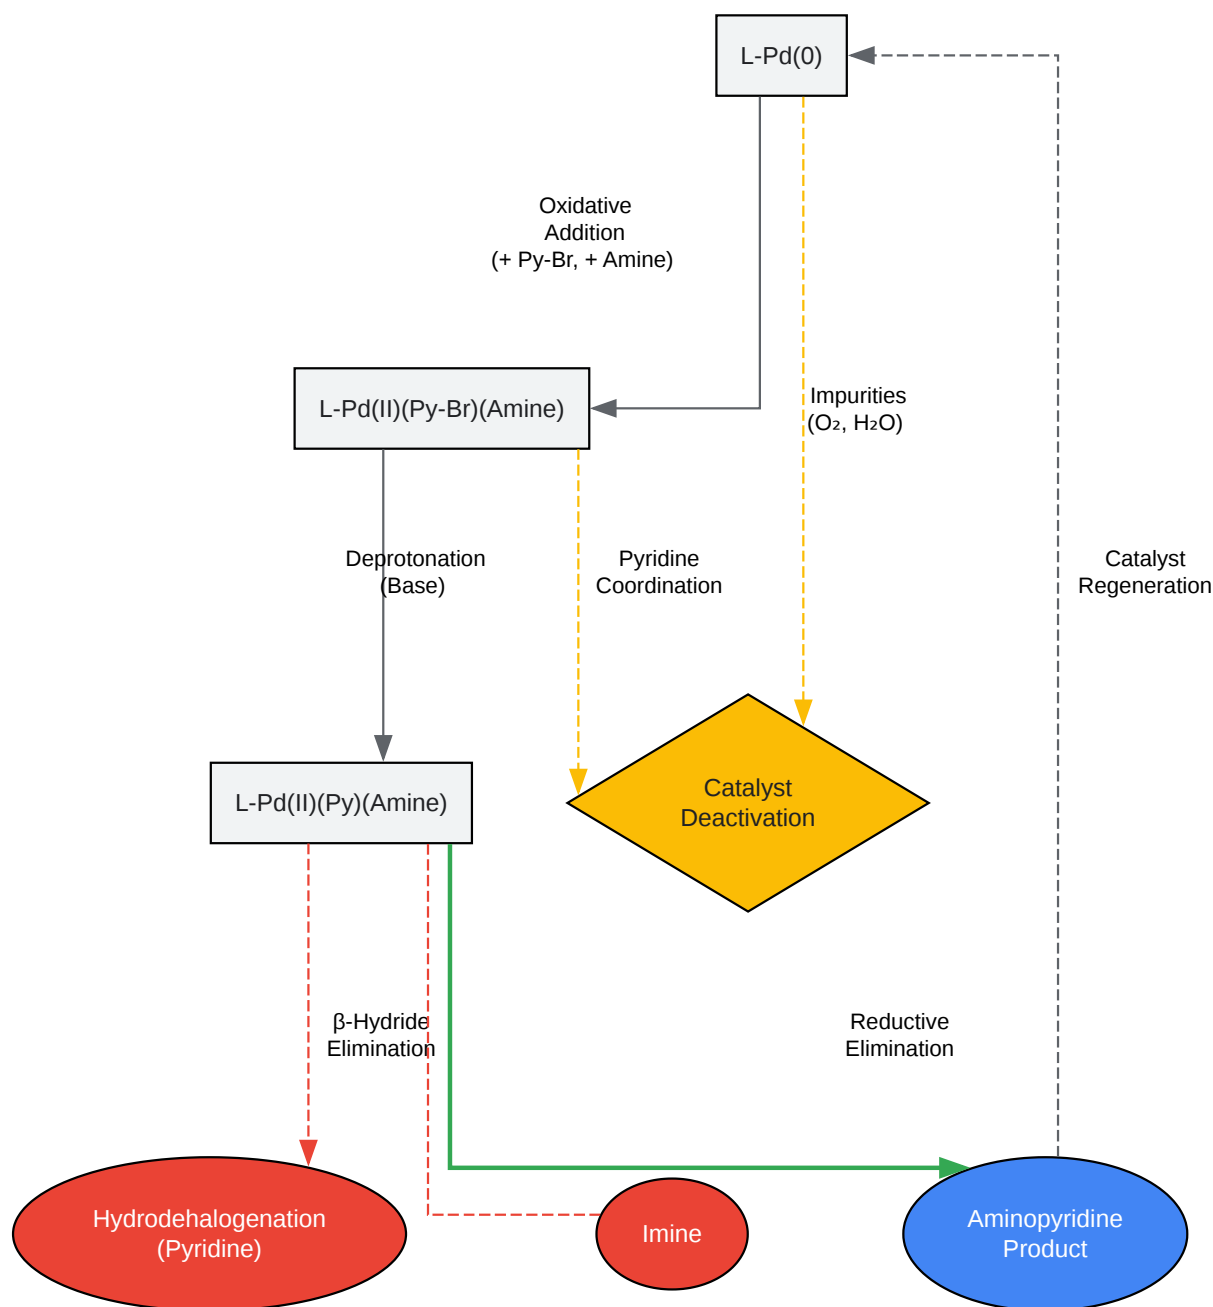 L-Pd(0)
Oxidative
Addition
(+ Py-Br, + Amine)
Impurities
(O₂, H₂O)
L-Pd(II)(Py-Br)(Amine)
Deprotonation
(Base)
Pyridine
Coordination
Catalyst
Regeneration
L-Pd(II)(Py)(Amine)
Catalyst
Deactivation
β-Hydride
Elimination
Reductive
Elimination
Hydrodehalogenation
(Pyridine)
Imine
Aminopyridine
Product